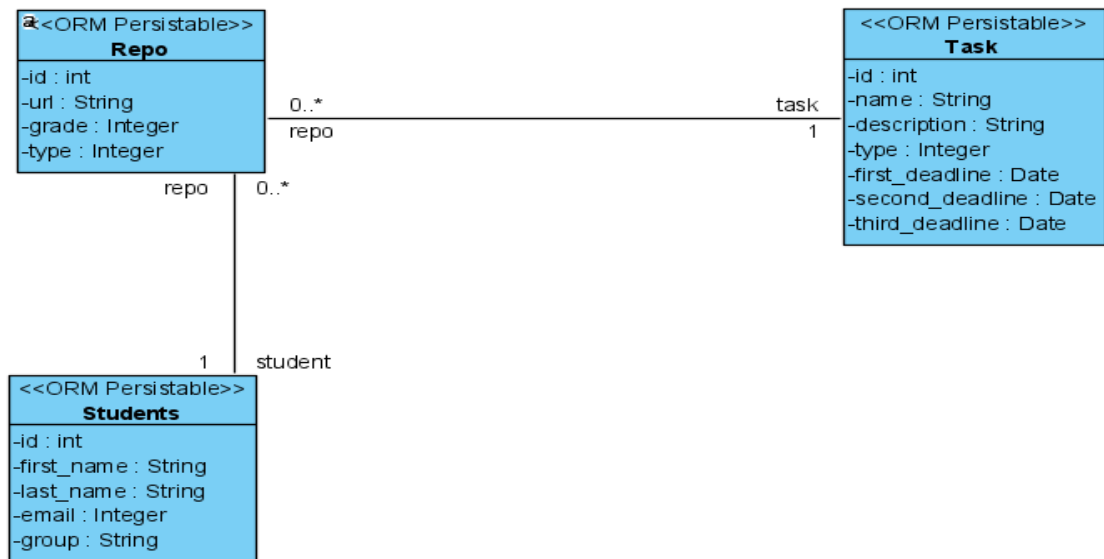 a
<<ORM Persistable>>
Repo
-id : int
-url : String
-grade : Integer
-type : Integer
0..*
repo
task
1
<<ORM Persistable>>
Task
-id : int
-name : String
-description : String
-type : Integer
-first_deadline : Date
-second_deadline : Date
-third_deadline : Date
repo
0..*
1
student
<<ORM Persistable>>
Students
-id : int
-first_name : String
-last_name : String
-email : Integer
-group : String